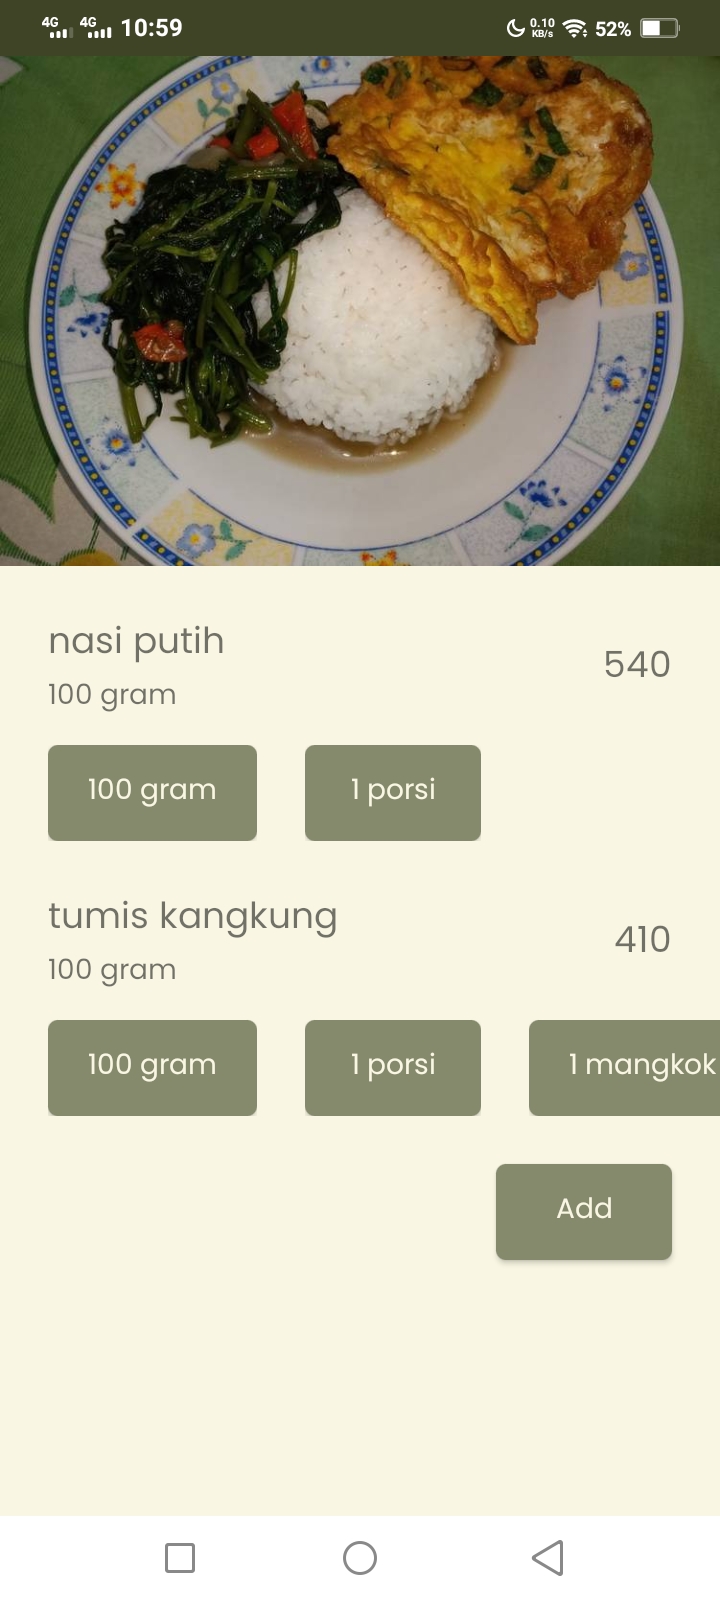 4G 4G 10:59 0.10 KB/s 52%
nasi putih
540
100 gram
100 gram 1 porsi
tumis kangkung
410
100 gram
100 gram 1 porsi 1 mangkok
Add